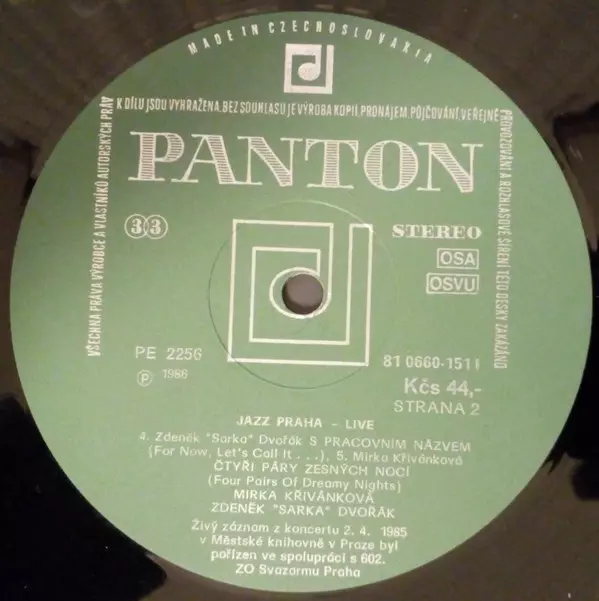 MADE IN CZECHOSLOVAKIA
VŠECHNA PRÁVA VÝROBCE A VLASTNÍKŮ AUTORSKÝCH PRÁV
K DÍLU JSOU VYHRAŽENA. BEZ SOUHLASU JE VÝROBA KOPIÍ, PRONÁJEM, PŮJČOVÁNÍ, VEŘEJNÉ
PROVOZOVÁNÍ A ROZHLASOVÉ ŠÍŘENÍ TÉTO DESKY ZAKÁZÁNO
PANTON
33
STEREO
OSA
OSVU
PE 2256
℗ 1986
81 0660-1511
Kčs 44,-
STRANA 2
JAZZ PRAHA - LIVE
4. Zdeněk "Sarka" Dvořák S PRACOVNÍM NÁZVEM
(For Now, Let's Call It . . .), 5. Mirka Křivánková
ČTYŘI PÁRY ZESNÝCH NOCÍ
(Four Pairs Of Dreamy Nights)
MIRKA KŘIVÁNKOVÁ
ZDENĚK "SARKA" DVOŘÁK
Živý záznam z koncertu 2. 4. 1985
v Městské knihovně v Praze byl
pořízen ve spolupráci s 602.
ZO Svazarmu Praha